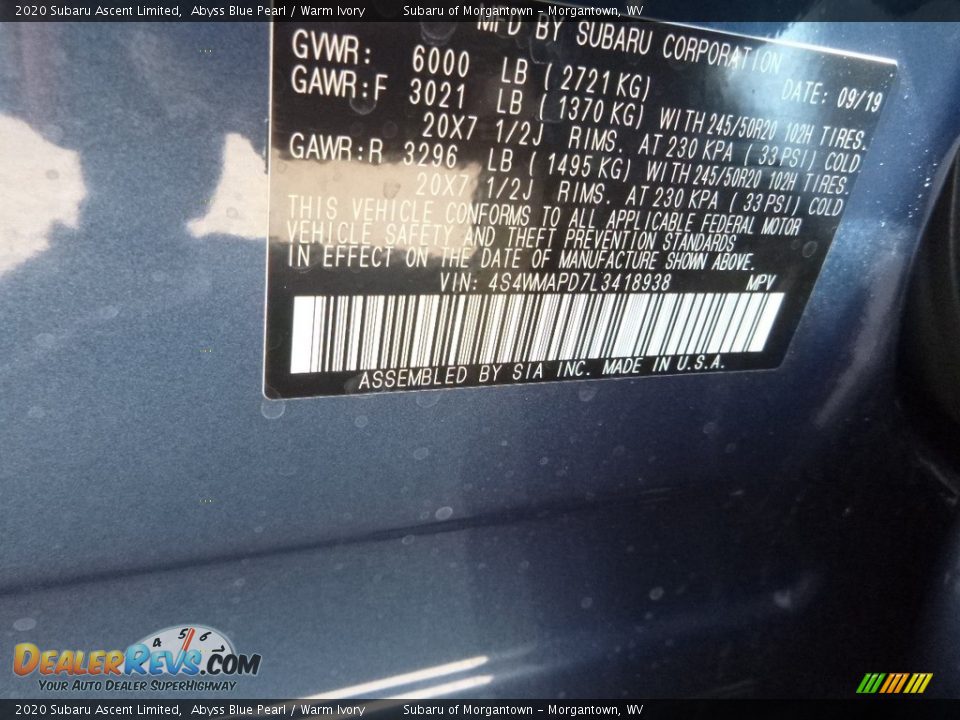 2020 Subaru Ascent Limited, Abyss Blue Pearl / Warm Ivory Subaru of Morgantown - Morgantown, WV
MFD BY SUBARU CORPORATION
GVWR: 6000 LB ( 2721 KG) DATE: 09/19
GAWR:F 3021 LB ( 1370 KG) WITH 245/50R20 102H TIRES.
20X7 1/2J RIMS. AT 230 KPA ( 33 PSI) COLD.
GAWR:R 3296 LB ( 1495 KG) WITH 245/50R20 102H TIRES.
20X7 1/2J RIMS. AT 230 KPA ( 33 PSI) COLD
THIS VEHICLE CONFORMS TO ALL APPLICABLE FEDERAL MOTOR
VEHICLE SAFETY AND THEFT PREVENTION STANDARDS
IN EFFECT ON THE DATE OF MANUFACTURE SHOWN ABOVE.
VIN: 4S4WMAPD7L3418938 MPV
ASSEMBLED BY SIA INC. MADE IN U.S.A.
4 5 6 7
DEALERREVS.COM
YOUR AUTO DEALER SUPERHIGHWAY
2020 Subaru Ascent Limited, Abyss Blue Pearl / Warm Ivory Subaru of Morgantown - Morgantown, WV